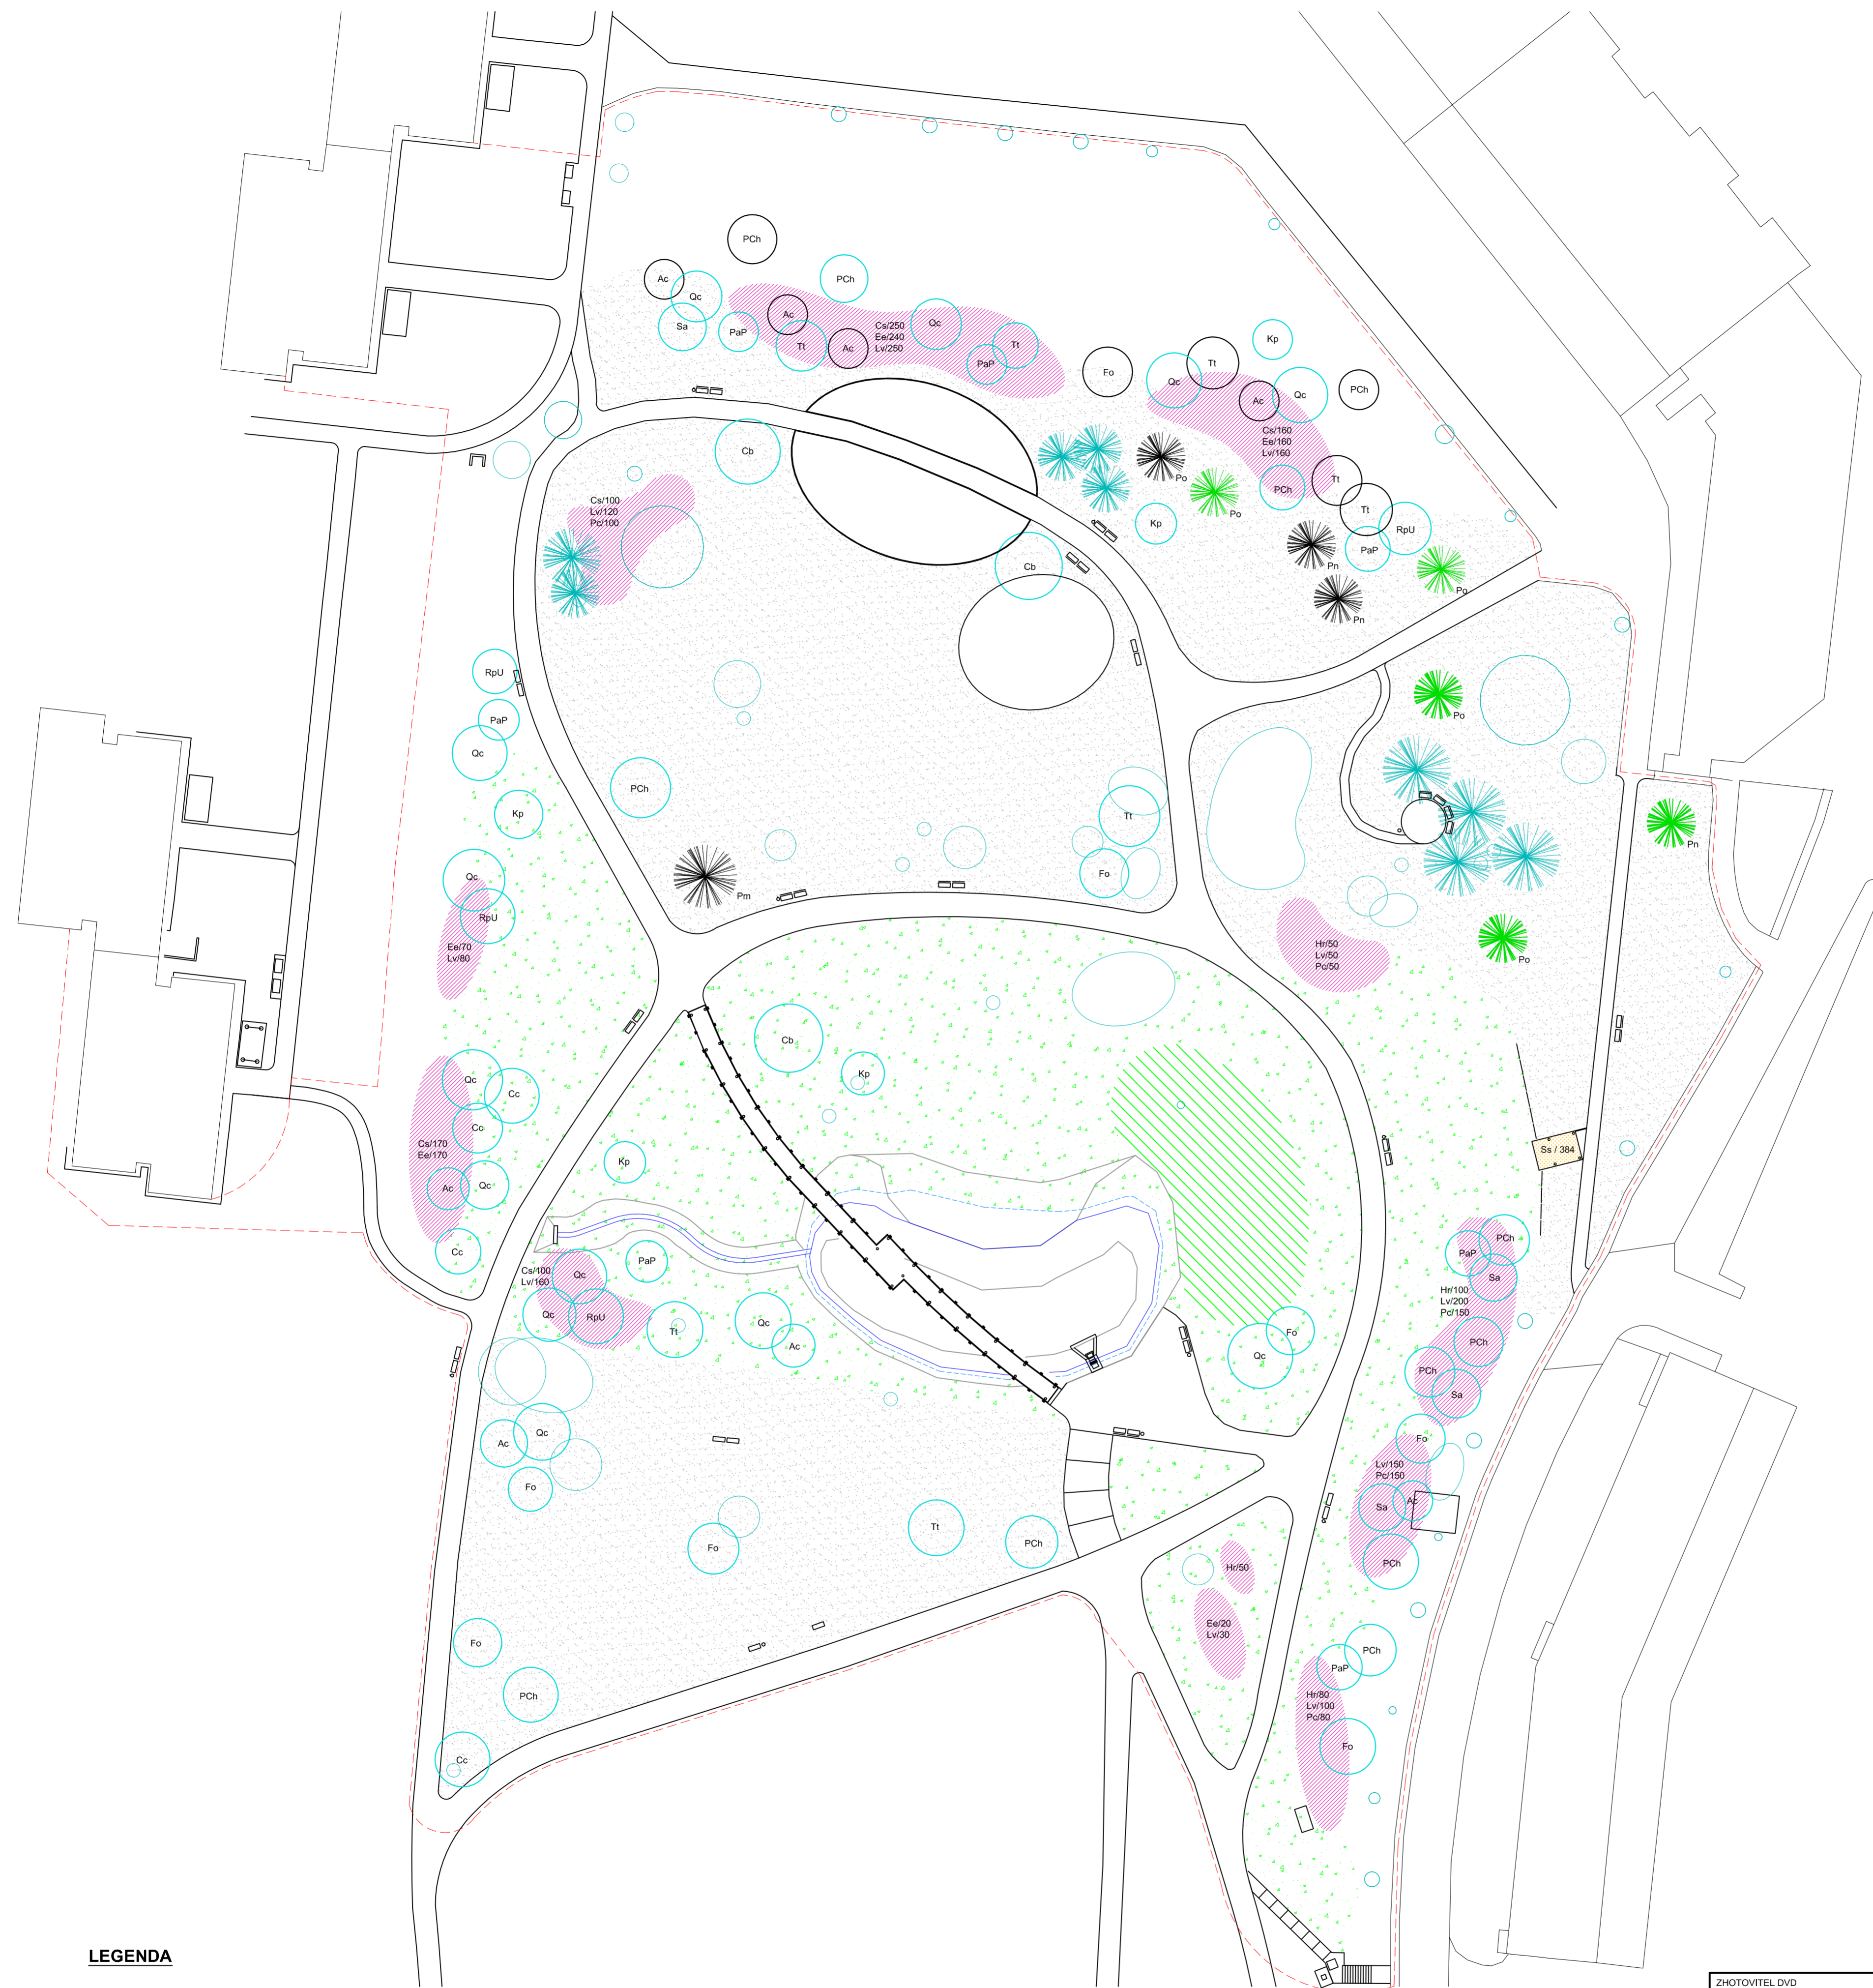 PCh
Ac
Qc
PCh
Sa
PaP
Ac
Tt
Ac
Cs/250
Ee/240
Lv/250
Qc
Tt
PaP
Fo
Kp
Tt
Qc
Ac
Qc
PCh
Cs/160
Ee/160
Lv/160
Cb
Po
Po
PCh
Tt
Tt
RpU
PaP
Kp
Pn
Pn
Po
Cs/100
Lv/120
Pc/100
Cb
RpU
PaP
Qc
Kp
PCh
Po
Tt
Pn
Fo
Pm
Qc
RpU
Ee/70
Lv/80
Hr/50
Lv/50
Pc/50
Po
Cb
Kp
Qc
Cc
Cc
Cs/170
Ee/170
Ac
Qc
Cc
Kp
Ss / 384
PaP
Cs/100
Lv/160
Qc
Qc
RpU
Tt
Qc
Ac
Fo
Qc
PCh
PaP
Sa
Hr/100
Lv/200
Pc/150
PCh
PCh
Sa
Fo
Lv/150
Pc/150
Sa
Ac
PCh
Ac
Qc
Fo
Fo
Tt
PCh
Hr/50
Ee/20
Lv/30
Fo
PCh
Cc
PCh
PaP
Hr/80
Lv/100
Pc/80
Fo
LEGENDA
ZHOTOVITEL DVD